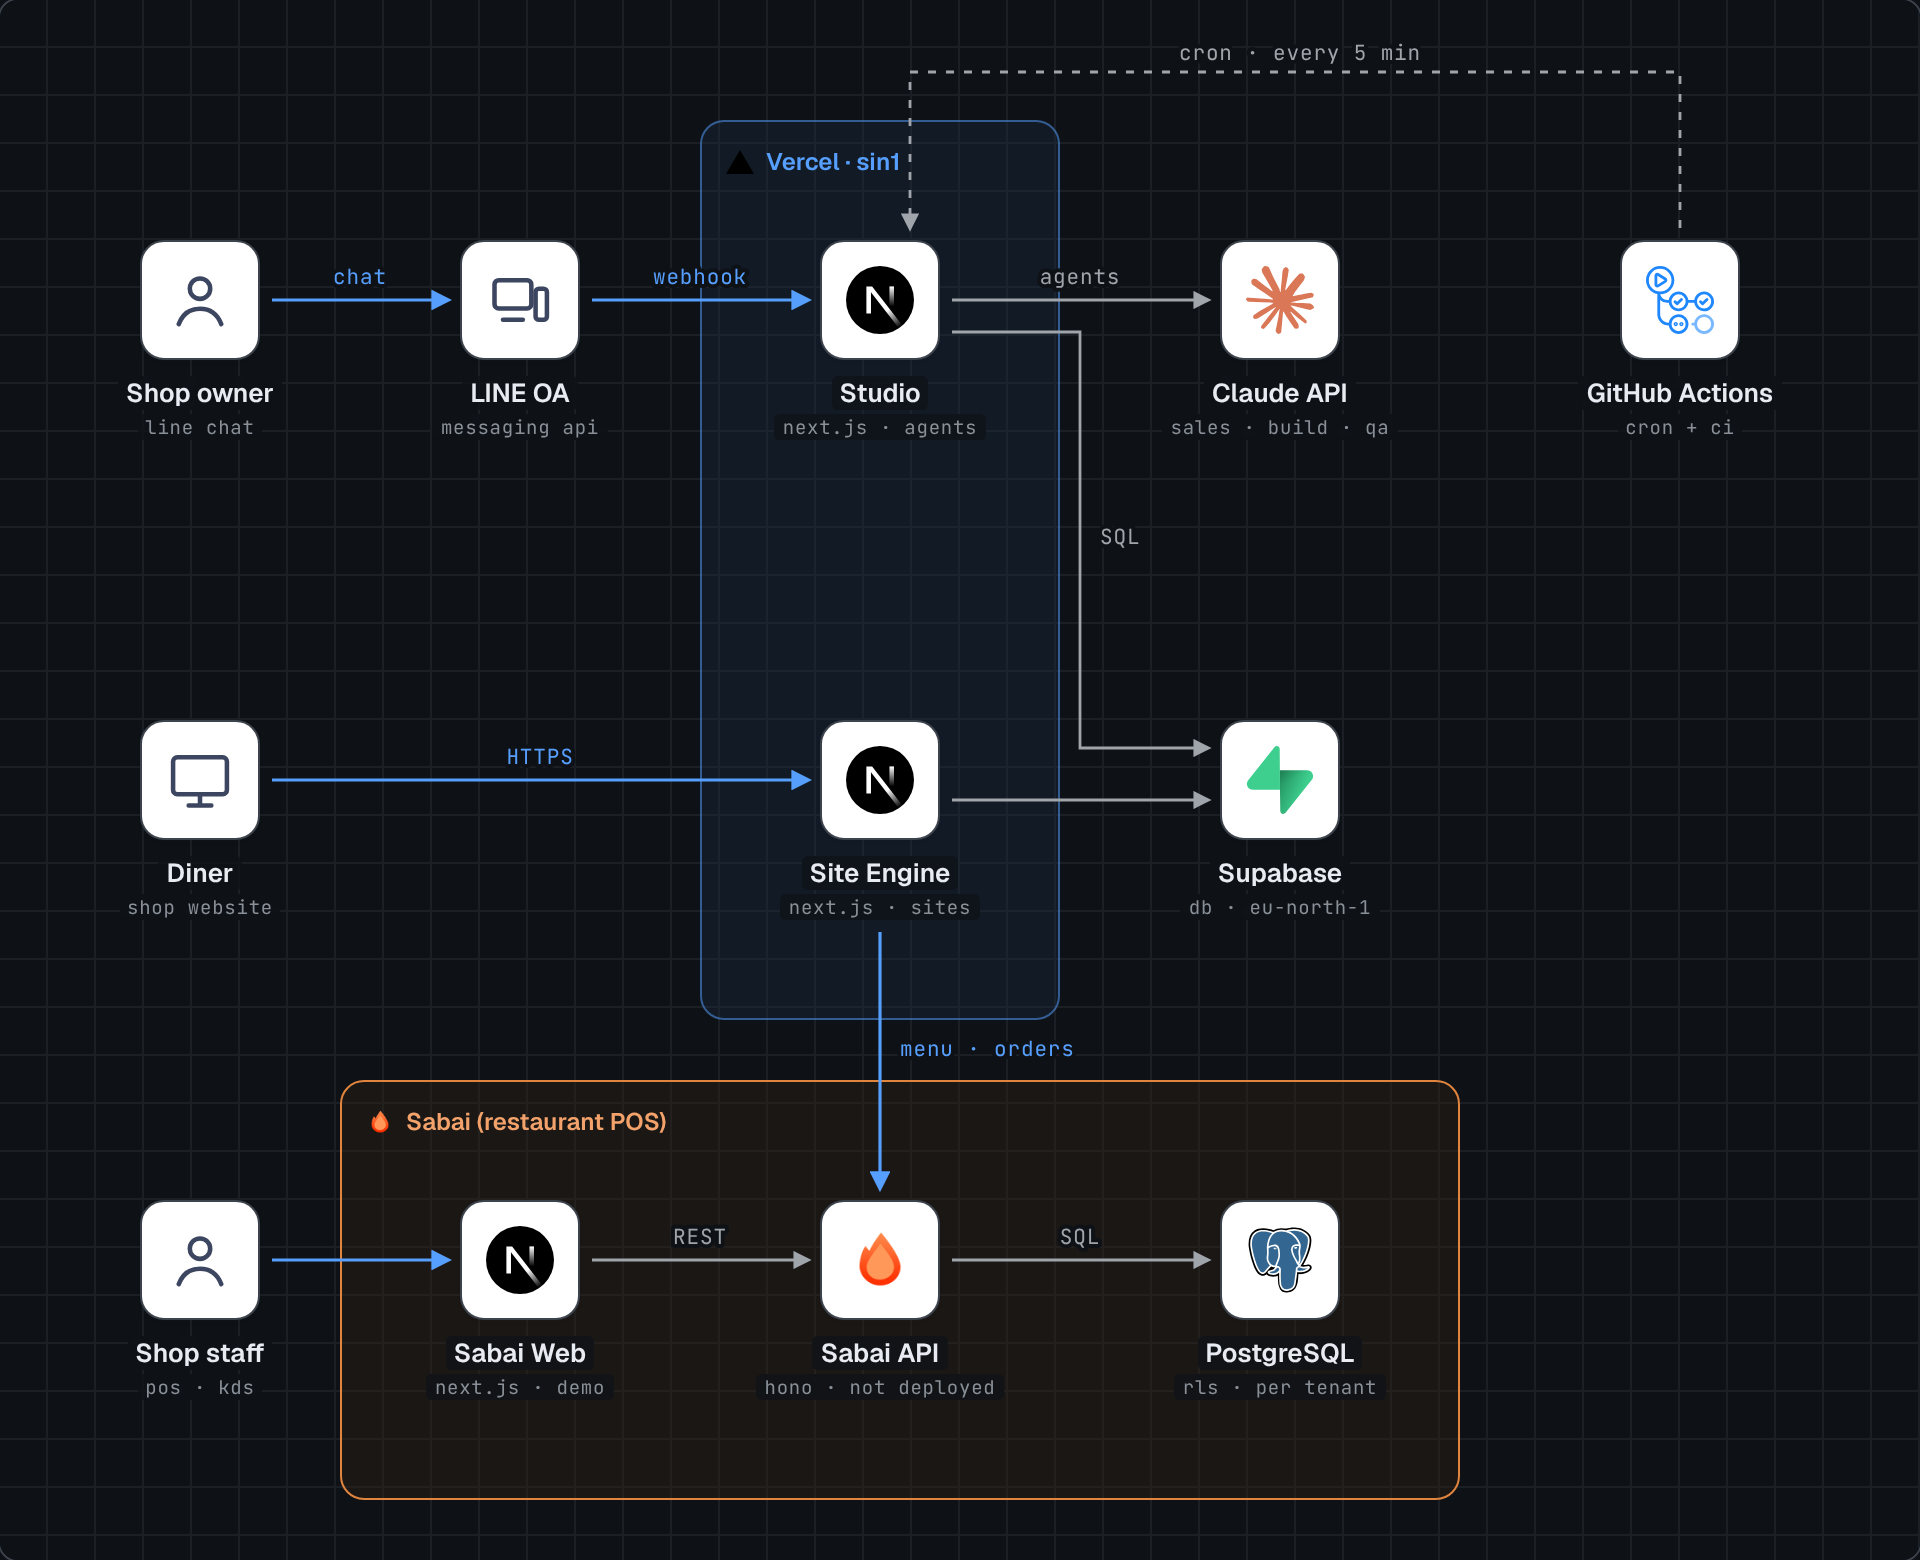 cron · every 5 min
Vercel · sin1
chat
webhook
agents
Shop owner
line chat
LINE OA
messaging api
Studio
next.js · agents
Claude API
sales · build · qa
GitHub Actions
cron + ci
SQL
HTTPS
Diner
shop website
Site Engine
next.js · sites
Supabase
db · eu-north-1
menu · orders
Sabai (restaurant POS)
REST
SQL
Shop staff
pos · kds
Sabai Web
next.js · demo
Sabai API
hono · not deployed
PostgreSQL
rls · per tenant